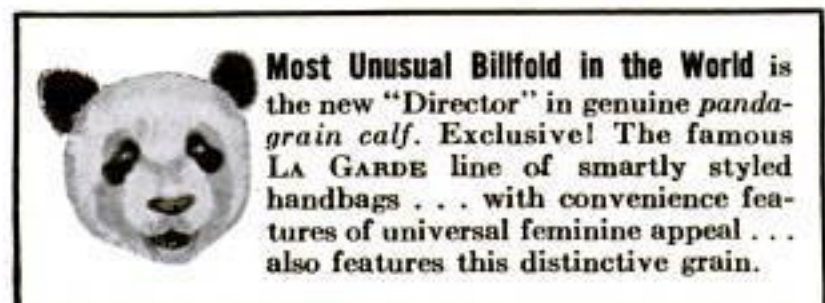 Most Unusual Billfold in the World is
the new "Director" in genuine panda-
grain calf. Exclusive! The famous
LA GARDE line of smartly styled
handbags . . . with convenience fea-
tures of universal feminine appeal . . .
also features this distinctive grain.